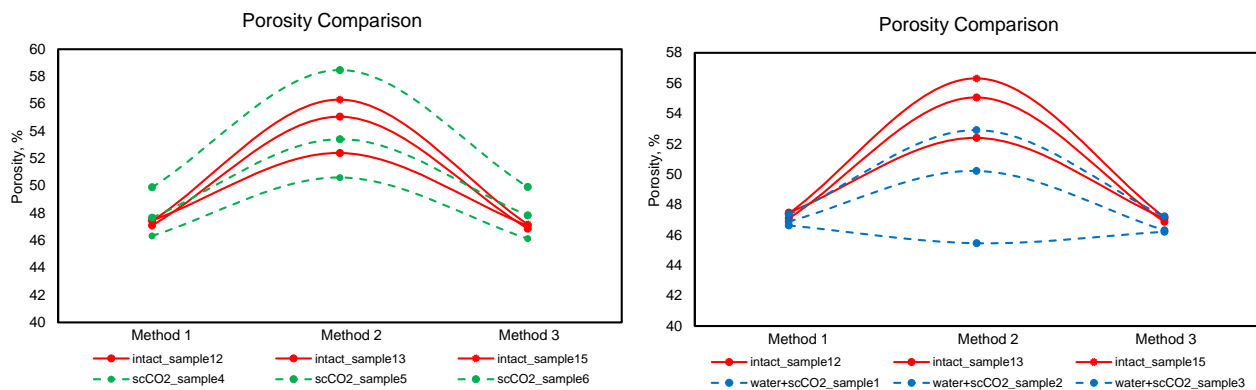 Porosity Comparison
Porosity, %
60
58
56
54
52
50
48
46
44
42
40
Method 1 Method 2 Method 3
intact_sample12 intact_sample13 intact_sample15
scCO2_sample4 scCO2_sample5 scCO2_sample6
Porosity Comparison
Porosity, %
58
56
54
52
50
48
46
44
42
40
Method 1 Method 2 Method 3
intact_sample12 intact_sample13 intact_sample15
water+scCO2_sample1 water+scCO2_sample2 water+scCO2_sample3